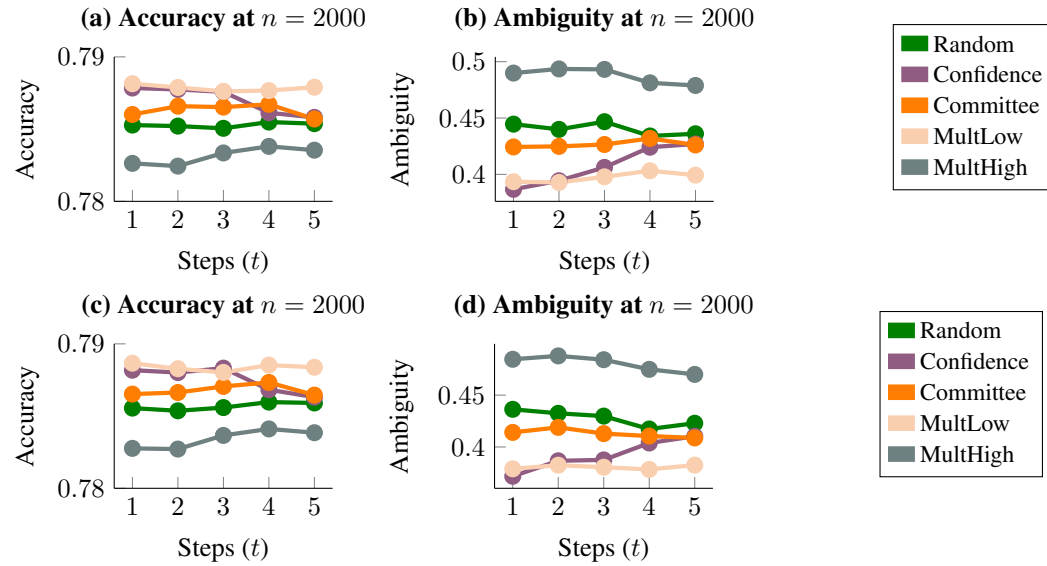 (a) Accuracy at n = 2000
0.79
0.78
Accuracy
1 2 3 4 5
Steps (t)
(b) Ambiguity at n = 2000
0.5
0.45
0.4
Ambiguity
1 2 3 4 5
Steps (t)
Random
Confidence
Committee
MultLow
MultHigh
(c) Accuracy at n = 2000
0.79
0.78
Accuracy
1 2 3 4 5
Steps (t)
(d) Ambiguity at n = 2000
0.45
0.4
Ambiguity
1 2 3 4 5
Steps (t)
Random
Confidence
Committee
MultLow
MultHigh